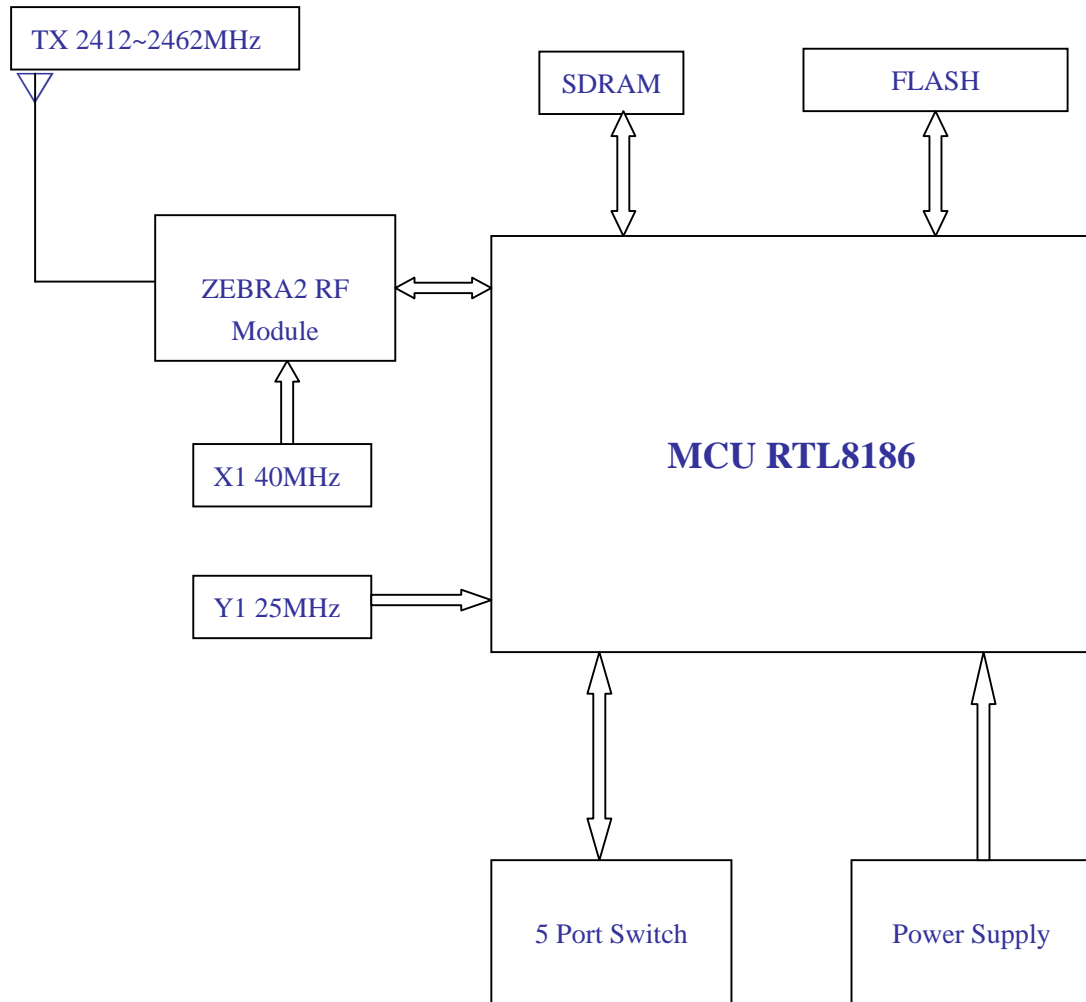 TX 2412~2462MHz
SDRAM
FLASH
ZEBRA2 RF
Module
MCU RTL8186
X1 40MHz
Y1 25MHz
5 Port Switch
Power Supply